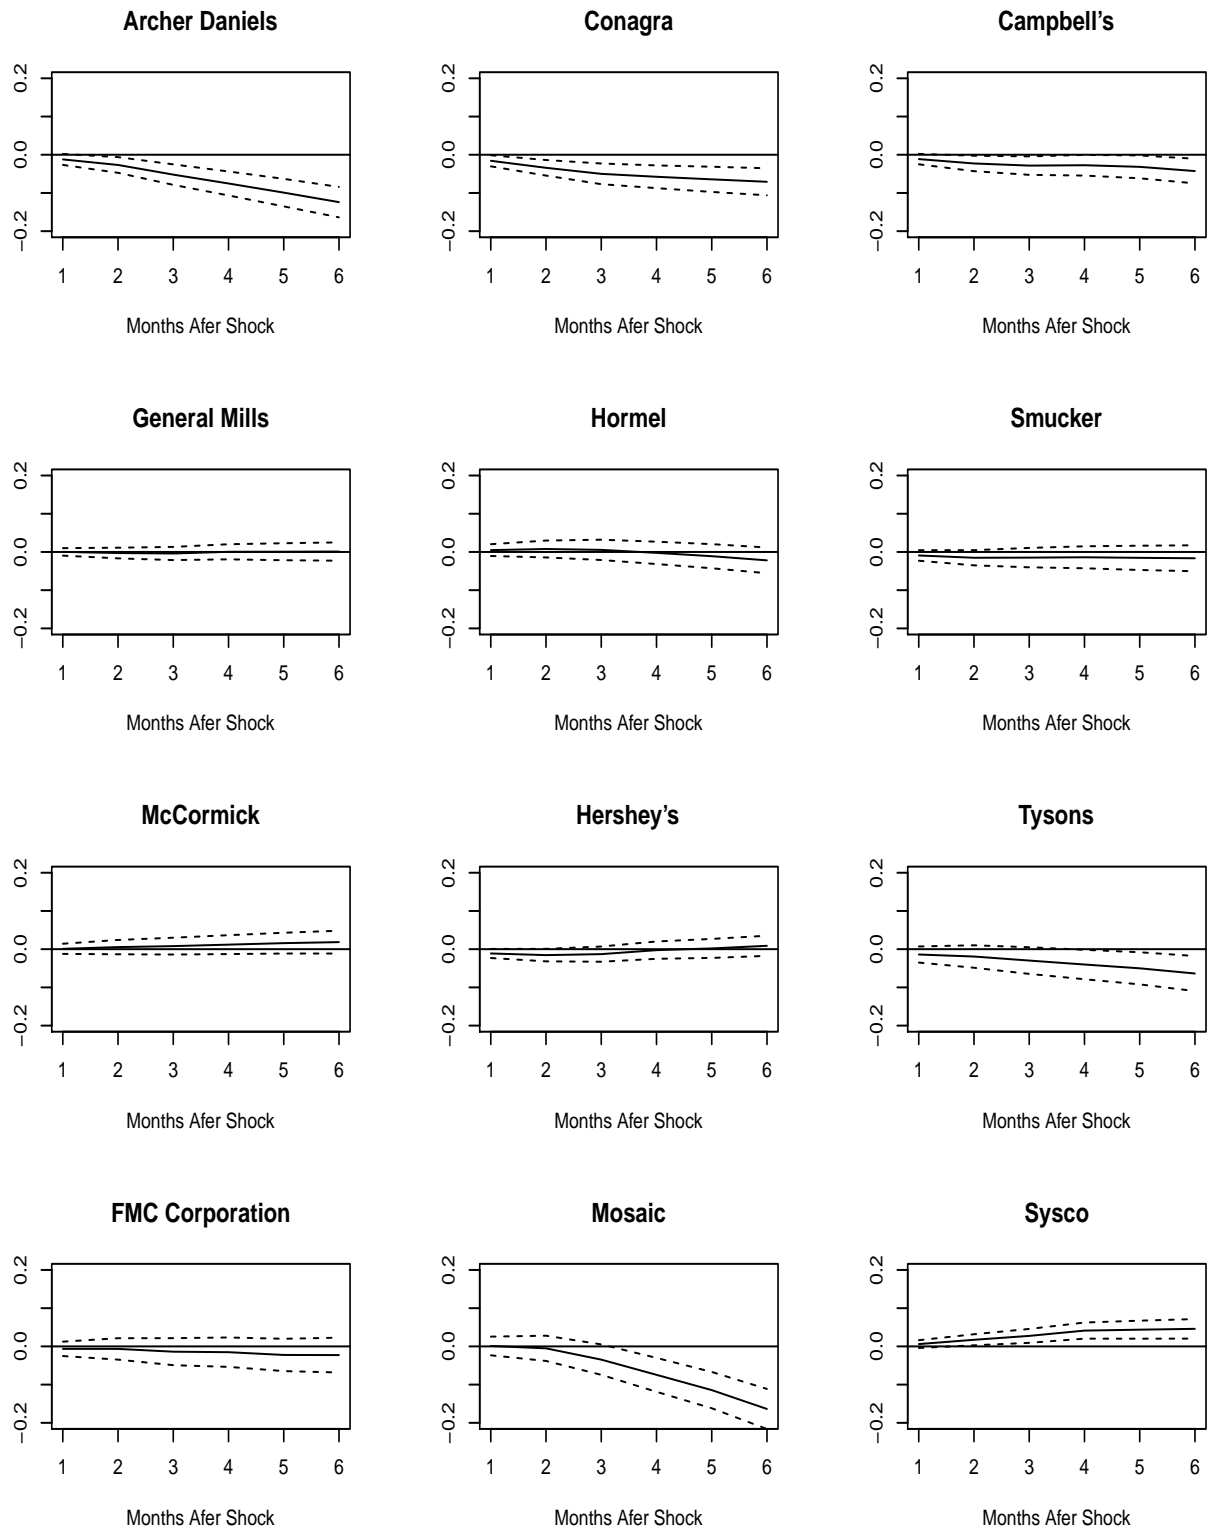 Archer Daniels Conagra Campbell’s
0.2 0.2 0.2
0.0 0.0 0.0
−0.2 −0.2 −0.2
1 2 3 4 5 6 1 2 3 4 5 6 1 2 3 4 5 6
Months Afer Shock Months Afer Shock Months Afer Shock
General Mills Hormel Smucker
0.2 0.2 0.2
0.0 0.0 0.0
−0.2 −0.2 −0.2
1 2 3 4 5 6 1 2 3 4 5 6 1 2 3 4 5 6
Months Afer Shock Months Afer Shock Months Afer Shock
McCormick Hershey’s Tysons
0.2 0.2 0.2
0.0 0.0 0.0
−0.2 −0.2 −0.2
1 2 3 4 5 6 1 2 3 4 5 6 1 2 3 4 5 6
Months Afer Shock Months Afer Shock Months Afer Shock
FMC Corporation Mosaic Sysco
0.2 0.2 0.2
0.0 0.0 0.0
−0.2 −0.2 −0.2
1 2 3 4 5 6 1 2 3 4 5 6 1 2 3 4 5 6
Months Afer Shock Months Afer Shock Months Afer Shock